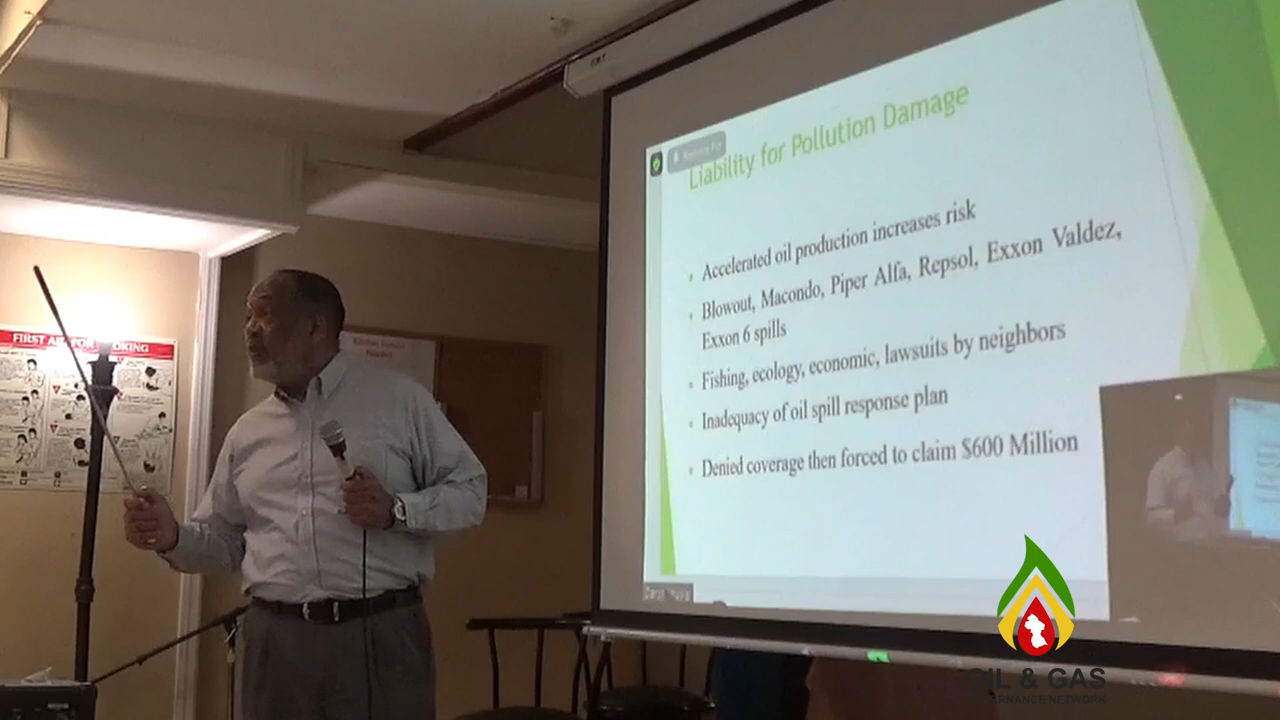 Liability for Pollution Damage
Accelerated oil production increases risk
Blowout, Macondo, Piper Alfa, Repsol, Exxon Valdez,
Exxon 6 spills
Fishing, ecology, economic, lawsuits by neighbors
Inadequacy of oil spill response plan
Denied coverage then forced to claim $600 Million
FIRST AID FOR CHOKING
OIL & GAS
GOVERNANCE NETWORK